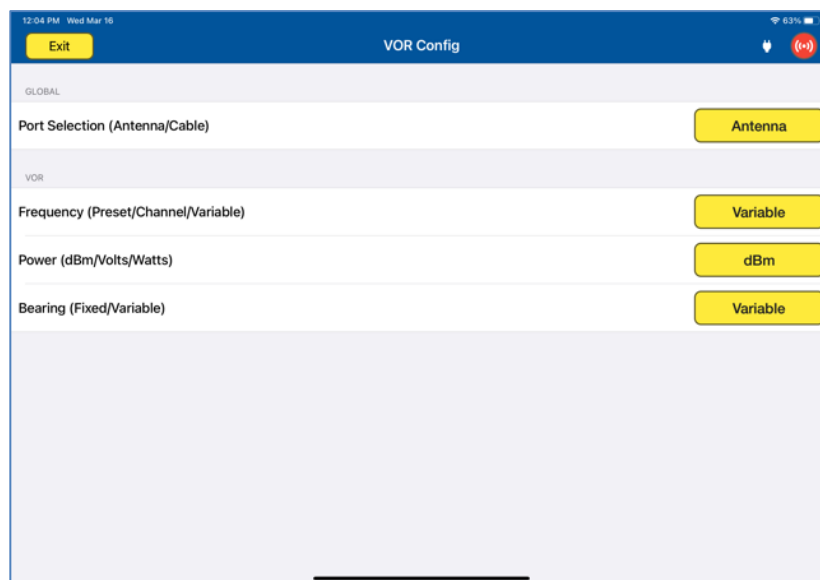 12:04 PM Wed Mar 16 63%
Exit VOR Config
GLOBAL
Port Selection (Antenna/Cable) Antenna
VOR
Frequency (Preset/Channel/Variable) Variable
Power (dBm/Volts/Watts) dBm
Bearing (Fixed/Variable) Variable